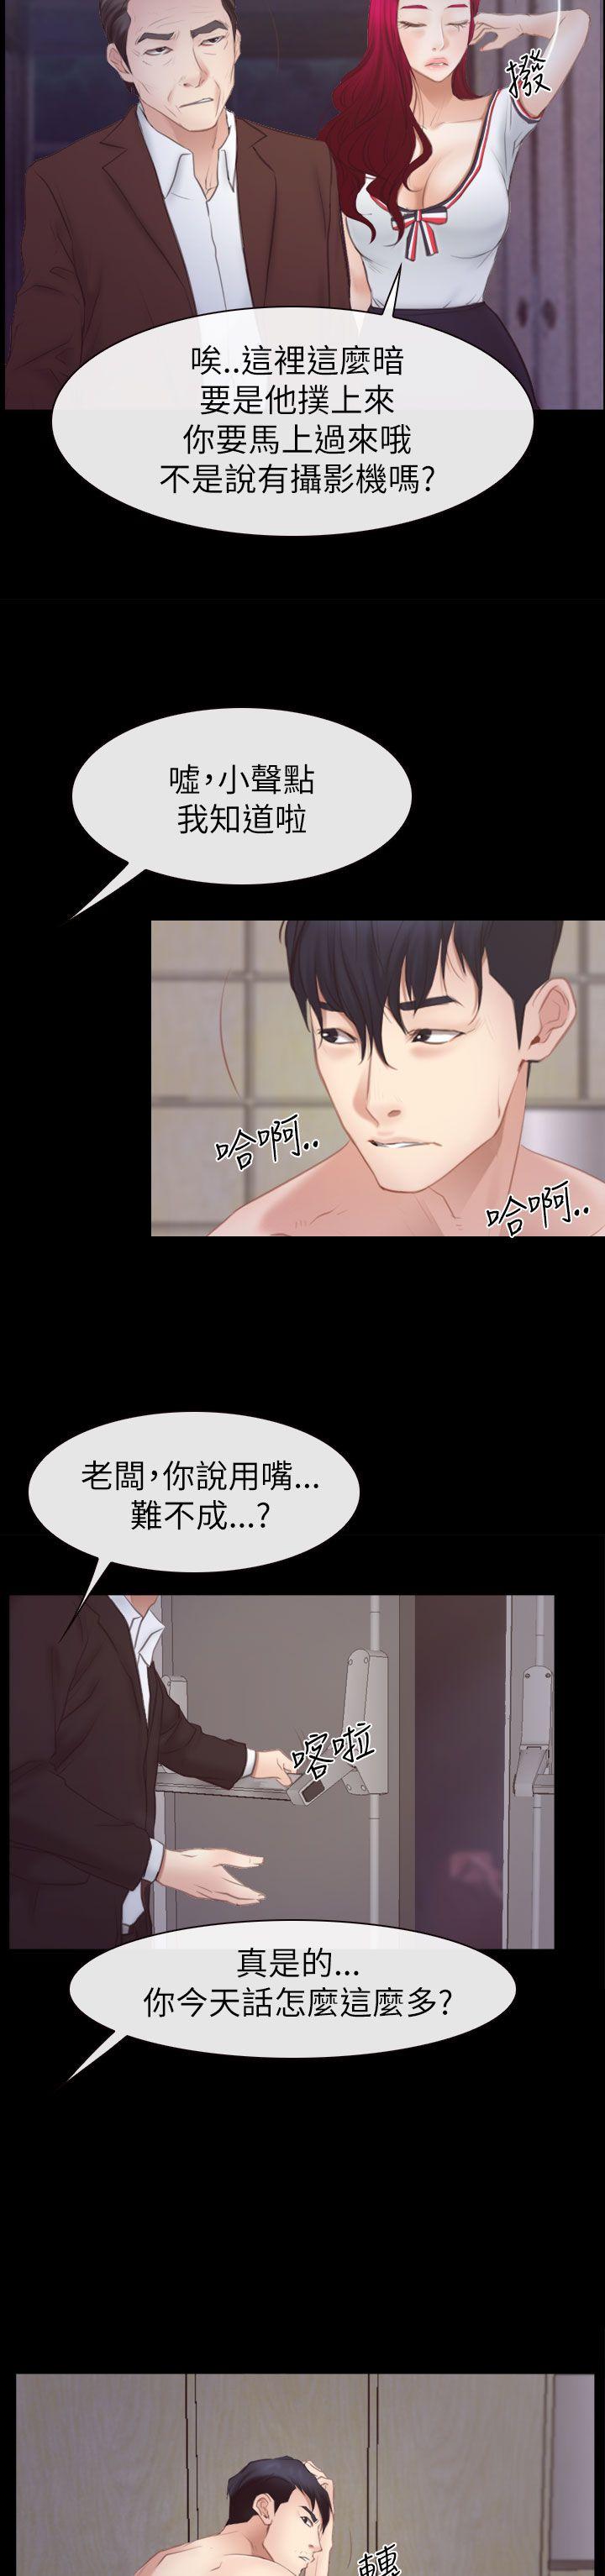 撥
唉..這裡這麼暗
要是他撲上來
你要馬上過來哦
不是說有攝影機嗎?
噓,小聲點
我知道啦
哈啊..
哈啊..
老闆,你說用嘴...
難不成...?
喀啦
真是的...
你今天話怎麼這麼多?
轉